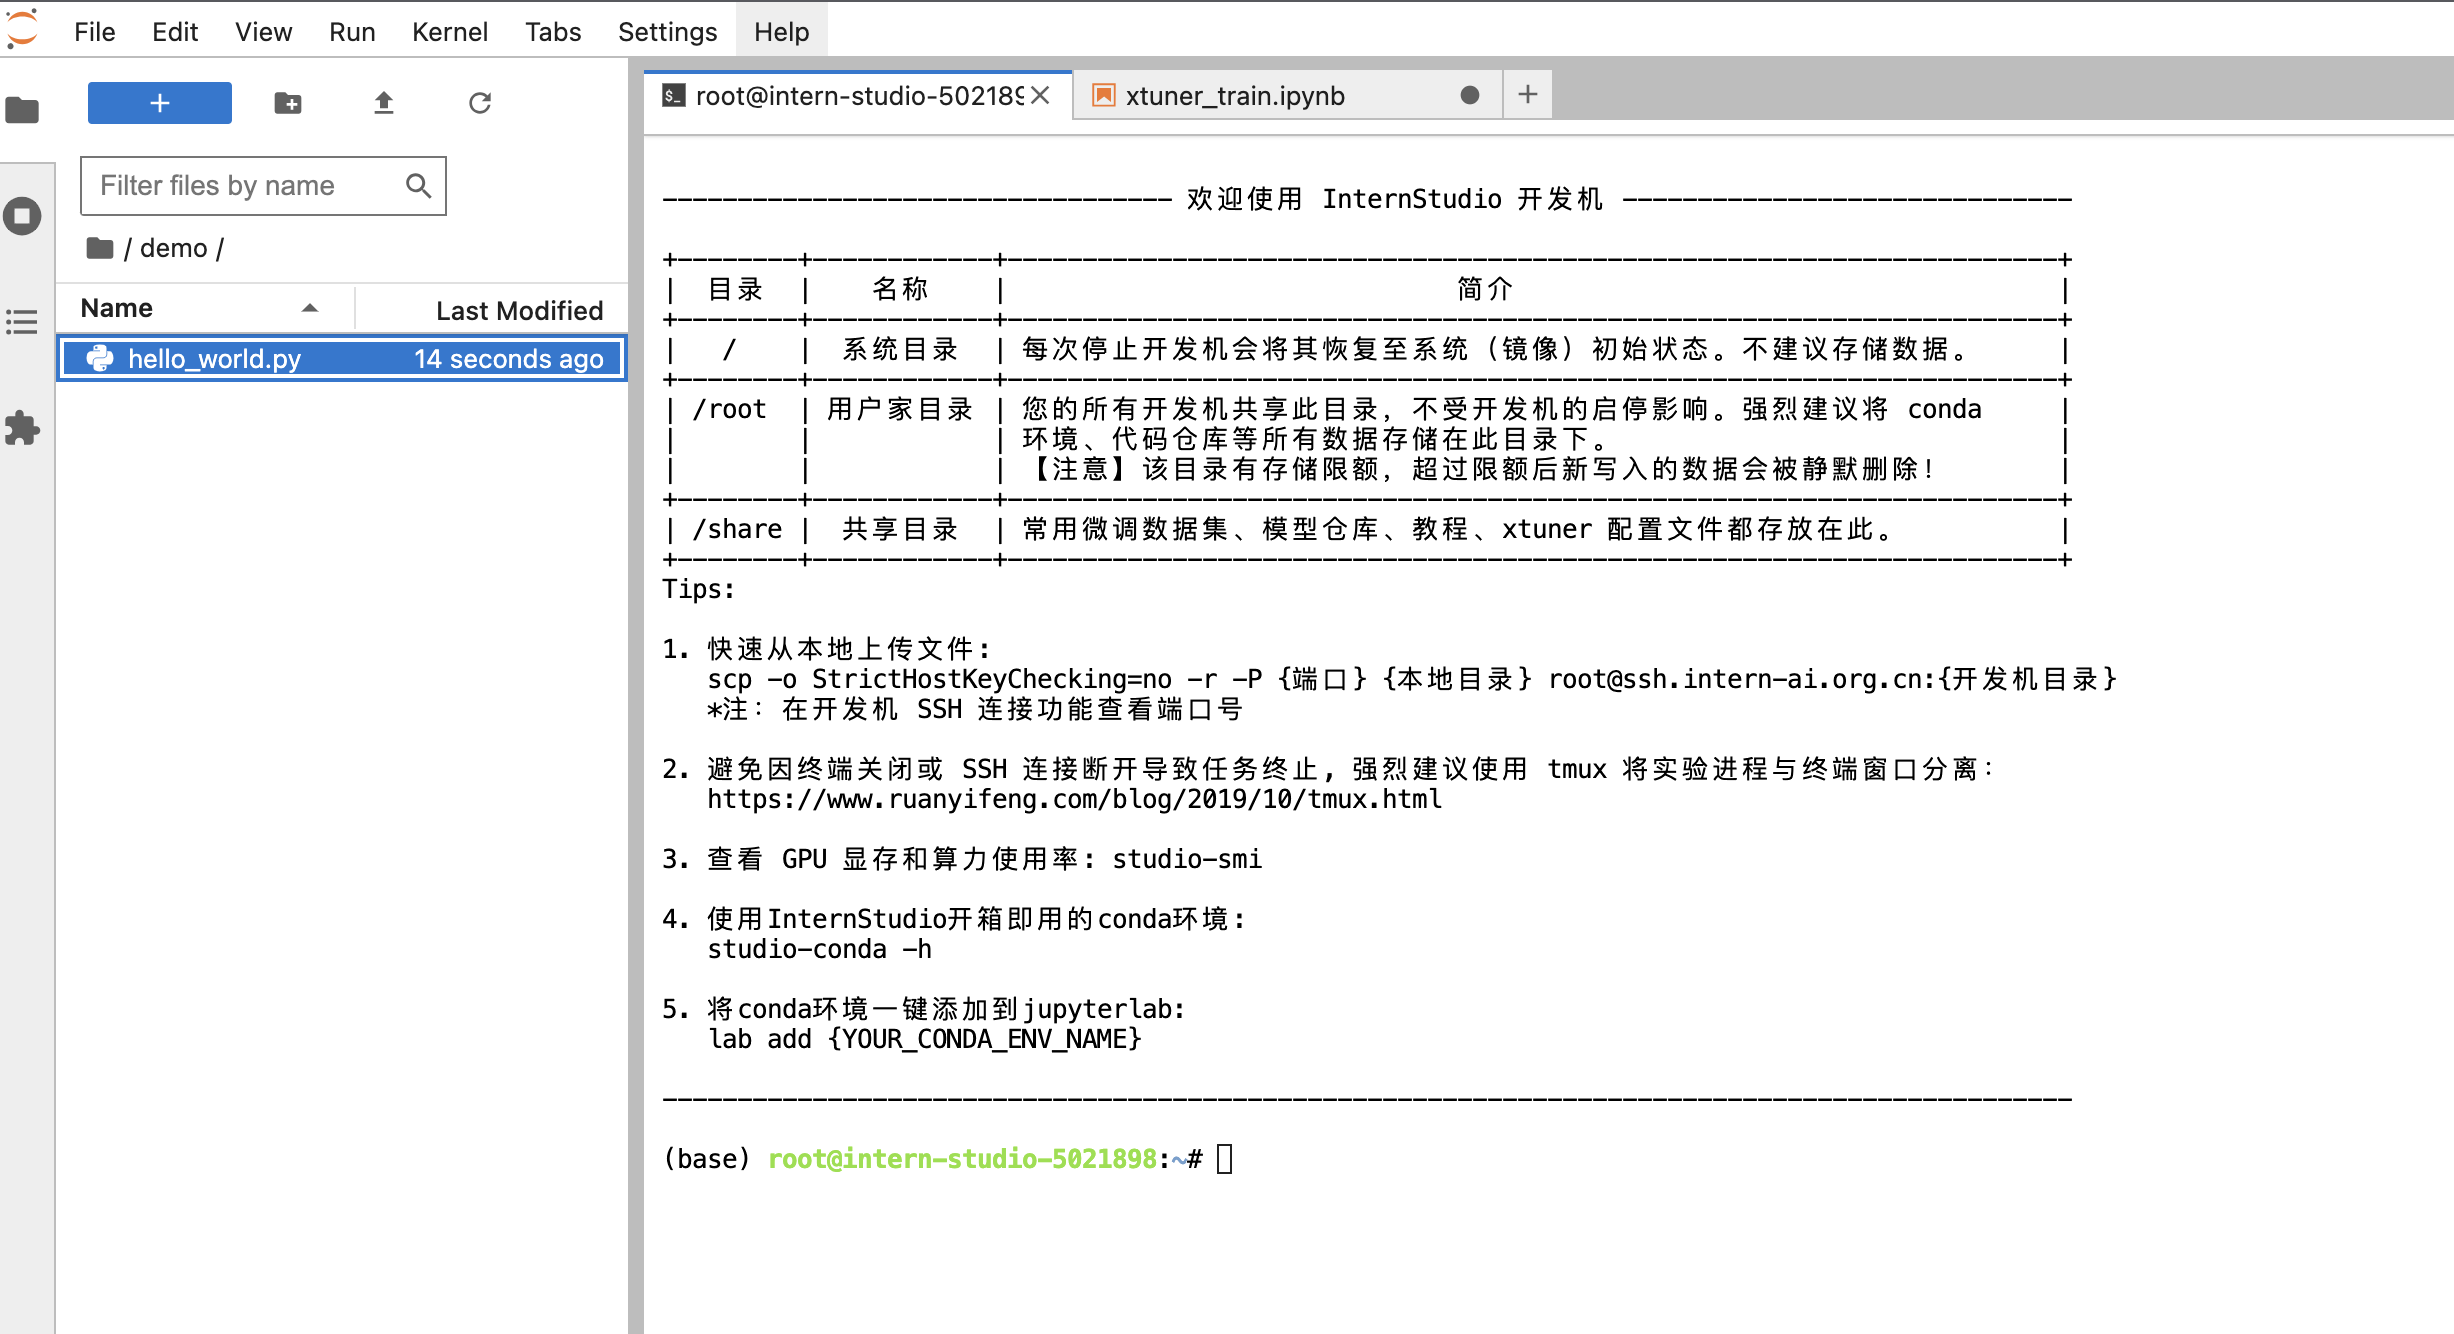 File Edit View Run Kernel Tabs Settings Help
+
Filter files by name
/ demo /
Name Last Modified
hello_world.py 14 seconds ago
root@intern-studio-502189 xtuner_train.ipynb +
-------------------------------- 欢迎使用 InternStudio 开发机 ------------------------------
目录 | 名称 | 简介
/ | 系统目录 | 每次停止开发机会将其恢复至系统（镜像）初始状态。不建议存储数据。
/root | 用户家目录 | 您的所有开发机共享此目录，不受开发机的启停影响。强烈建议将 conda
环境、代码仓库等所有数据存储在此目录下。
【注意】该目录有存储限额，超过限额后新写入的数据会被静默删除！
/share | 共享目录 | 常用微调数据集、模型仓库、教程、xtuner 配置文件都存放在此。
Tips:
1. 快速从本地上传文件:
scp -o StrictHostKeyChecking=no -r -P {端口} {本地目录} root@ssh.intern-ai.org.cn:{开发机目录}
*注：在开发机 SSH 连接功能查看端口号
2. 避免因终端关闭或 SSH 连接断开导致任务终止, 强烈建议使用 tmux 将实验进程与终端窗口分离：
https://www.ruanyifeng.com/blog/2019/10/tmux.html
3. 查看 GPU 显存和算力使用率: studio-smi
4. 使用InternStudio开箱即用的conda环境:
studio-conda -h
5. 将conda环境一键添加到jupyterlab:
lab add {YOUR_CONDA_ENV_NAME}
(base) root@intern-studio-5021898:~#